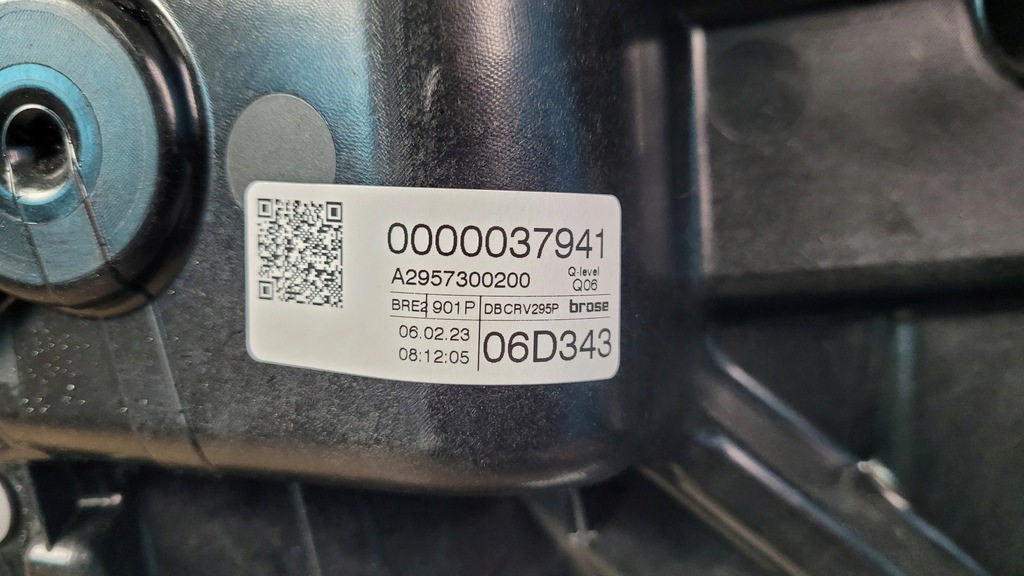 0000037941
A2957300200
Q-level
Q06
BRE2 901P DBCRV295P brose
06.02.23
08:12:05
06D343